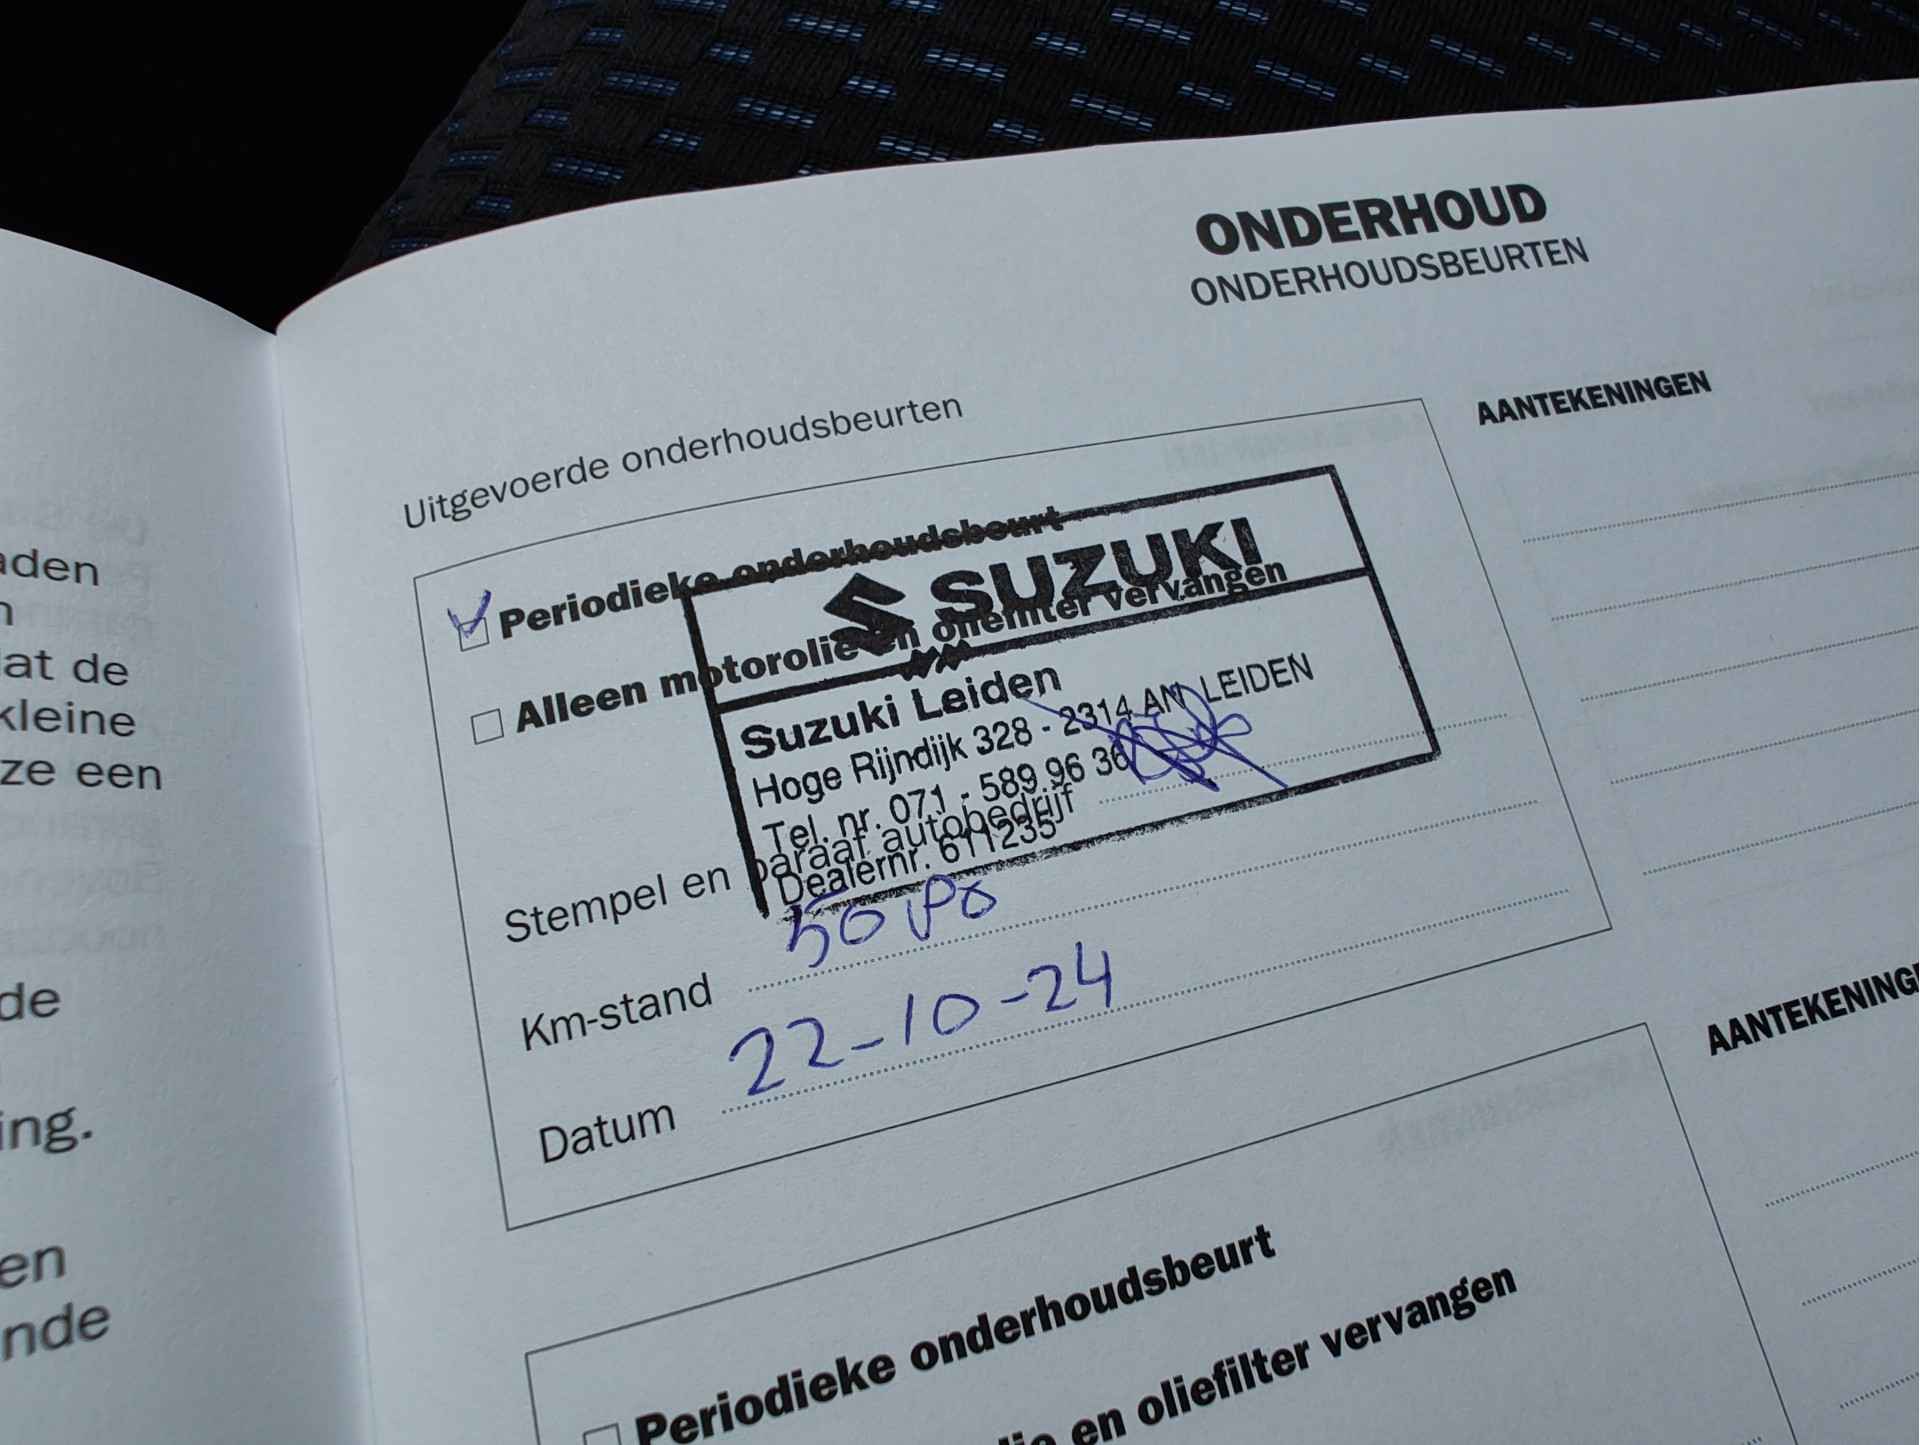 aden
n
at de
kleine
ze een
de
ing.
en
nde
ONDERHOUD
ONDERHOUDSBEURTEN
Uitgevoerde onderhoudsbeurten
AANTEKENINGEN
Periodieke onderhoudsbeurt
Alleen motorolie en oliefilter vervangen
SUZUKI
Suzuki Leiden
Hoge Rijndijk 328 - 2314 AN LEIDEN
Tel. nr. 071 - 589 96 36
Dealernr. 611235
Stempel en paraaf autobedrijf
Km-stand
Datum 22-10-24
AANTEKENING
Periodieke onderhoudsbeurt
en oliefilter vervangen